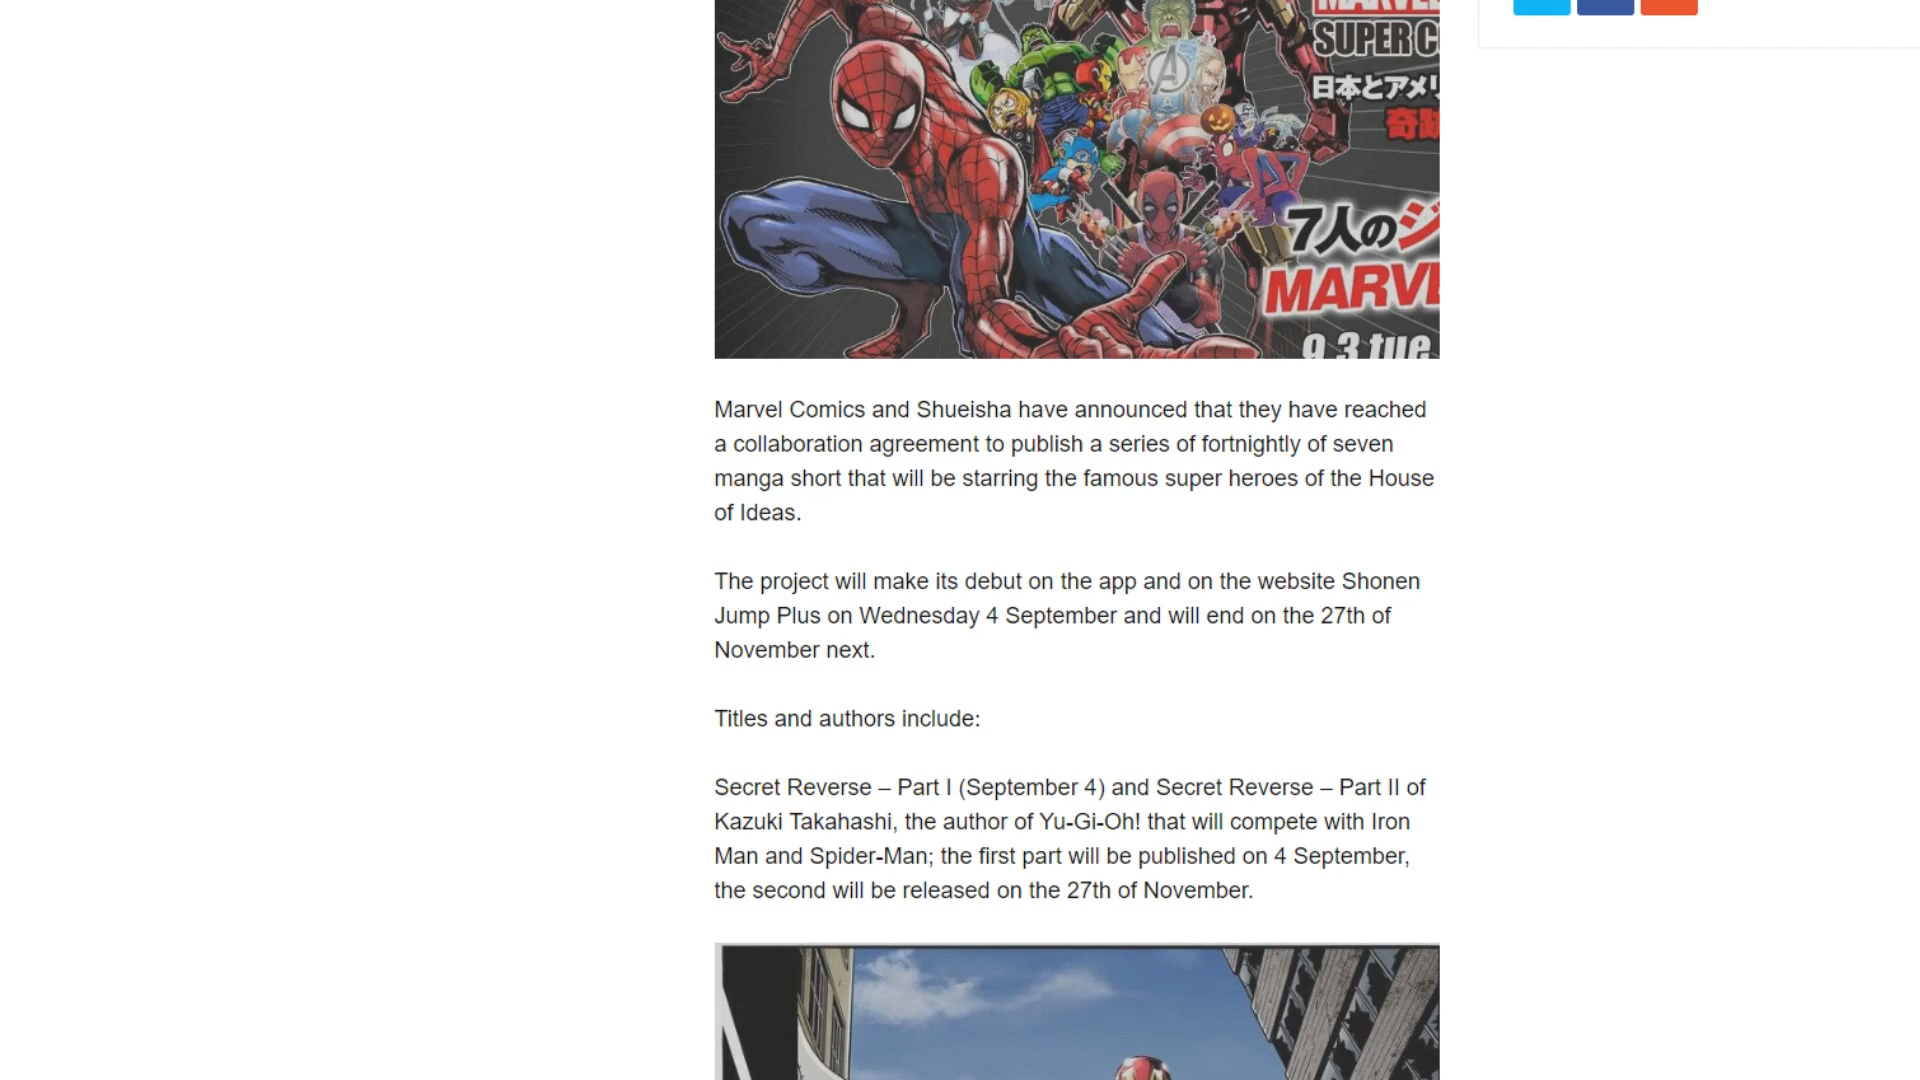 SUPER C
日本とアメリ
奇跡
7人のジ
MARVE
9.3 tue
Marvel Comics and Shueisha have announced that they have reached
a collaboration agreement to publish a series of fortnightly of seven
manga short that will be starring the famous super heroes of the House
of Ideas.
The project will make its debut on the app and on the website Shonen
Jump Plus on Wednesday 4 September and will end on the 27th of
November next.
Titles and authors include:
Secret Reverse – Part I (September 4) and Secret Reverse – Part II of
Kazuki Takahashi, the author of Yu-Gi-Oh! that will compete with Iron
Man and Spider-Man; the first part will be published on 4 September,
the second will be released on the 27th of November.